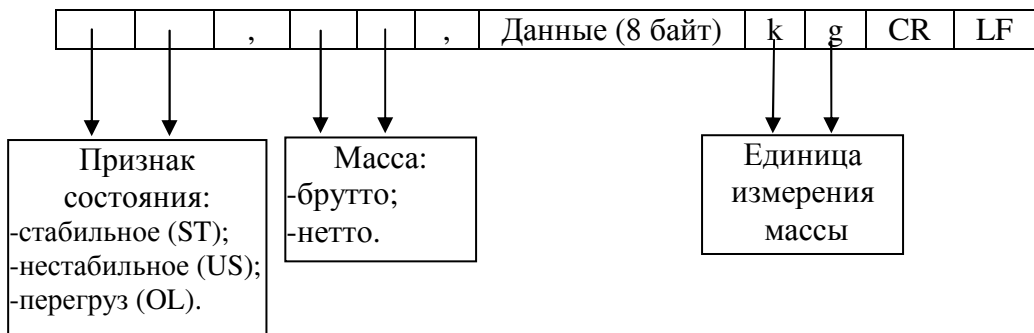 , , Данные (8 байт) k g CR LF
Признак
состояния:
-стабильное (ST);
-нестабильное (US);
-перегруз (OL).
Масса:
-брутто;
-нетто.
Единица
измерения
массы